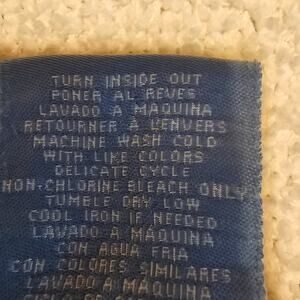 TURN INSIDE OUT
PONER AL REVES
LAVADO A MAQUINA
RETOURNER A L'ENVERS
MACHINE WASH COLD
WITH LIKE COLORS
DELICATE CYCLE
NON-CHLORINE BLEACH ONLY
TUMBLE DRY LOW
COOL IRON IF NEEDED
LAVADO A MAQUINA
CON AGUA FRIA
CON COLORES SIMILARES
LAVADO A MAQUINA